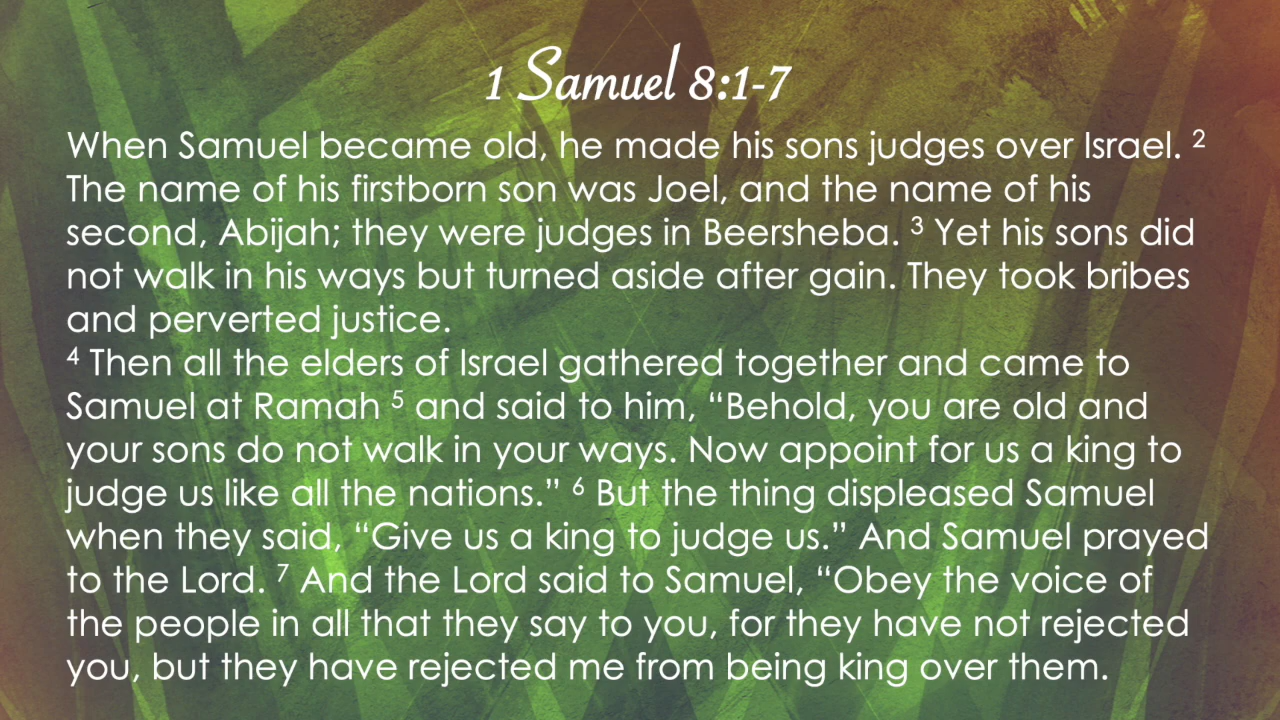 1 Samuel 8:1-7
When Samuel became old, he made his sons judges over Israel. ²
The name of his firstborn son was Joel, and the name of his
second, Abijah; they were judges in Beersheba. ³ Yet his sons did
not walk in his ways but turned aside after gain. They took bribes
and perverted justice.
⁴ Then all the elders of Israel gathered together and came to
Samuel at Ramah ⁵ and said to him, “Behold, you are old and
your sons do not walk in your ways. Now appoint for us a king to
judge us like all the nations.” ⁶ But the thing displeased Samuel
when they said, “Give us a king to judge us.” And Samuel prayed
to the Lord. ⁷ And the Lord said to Samuel, “Obey the voice of
the people in all that they say to you, for they have not rejected
you, but they have rejected me from being king over them.